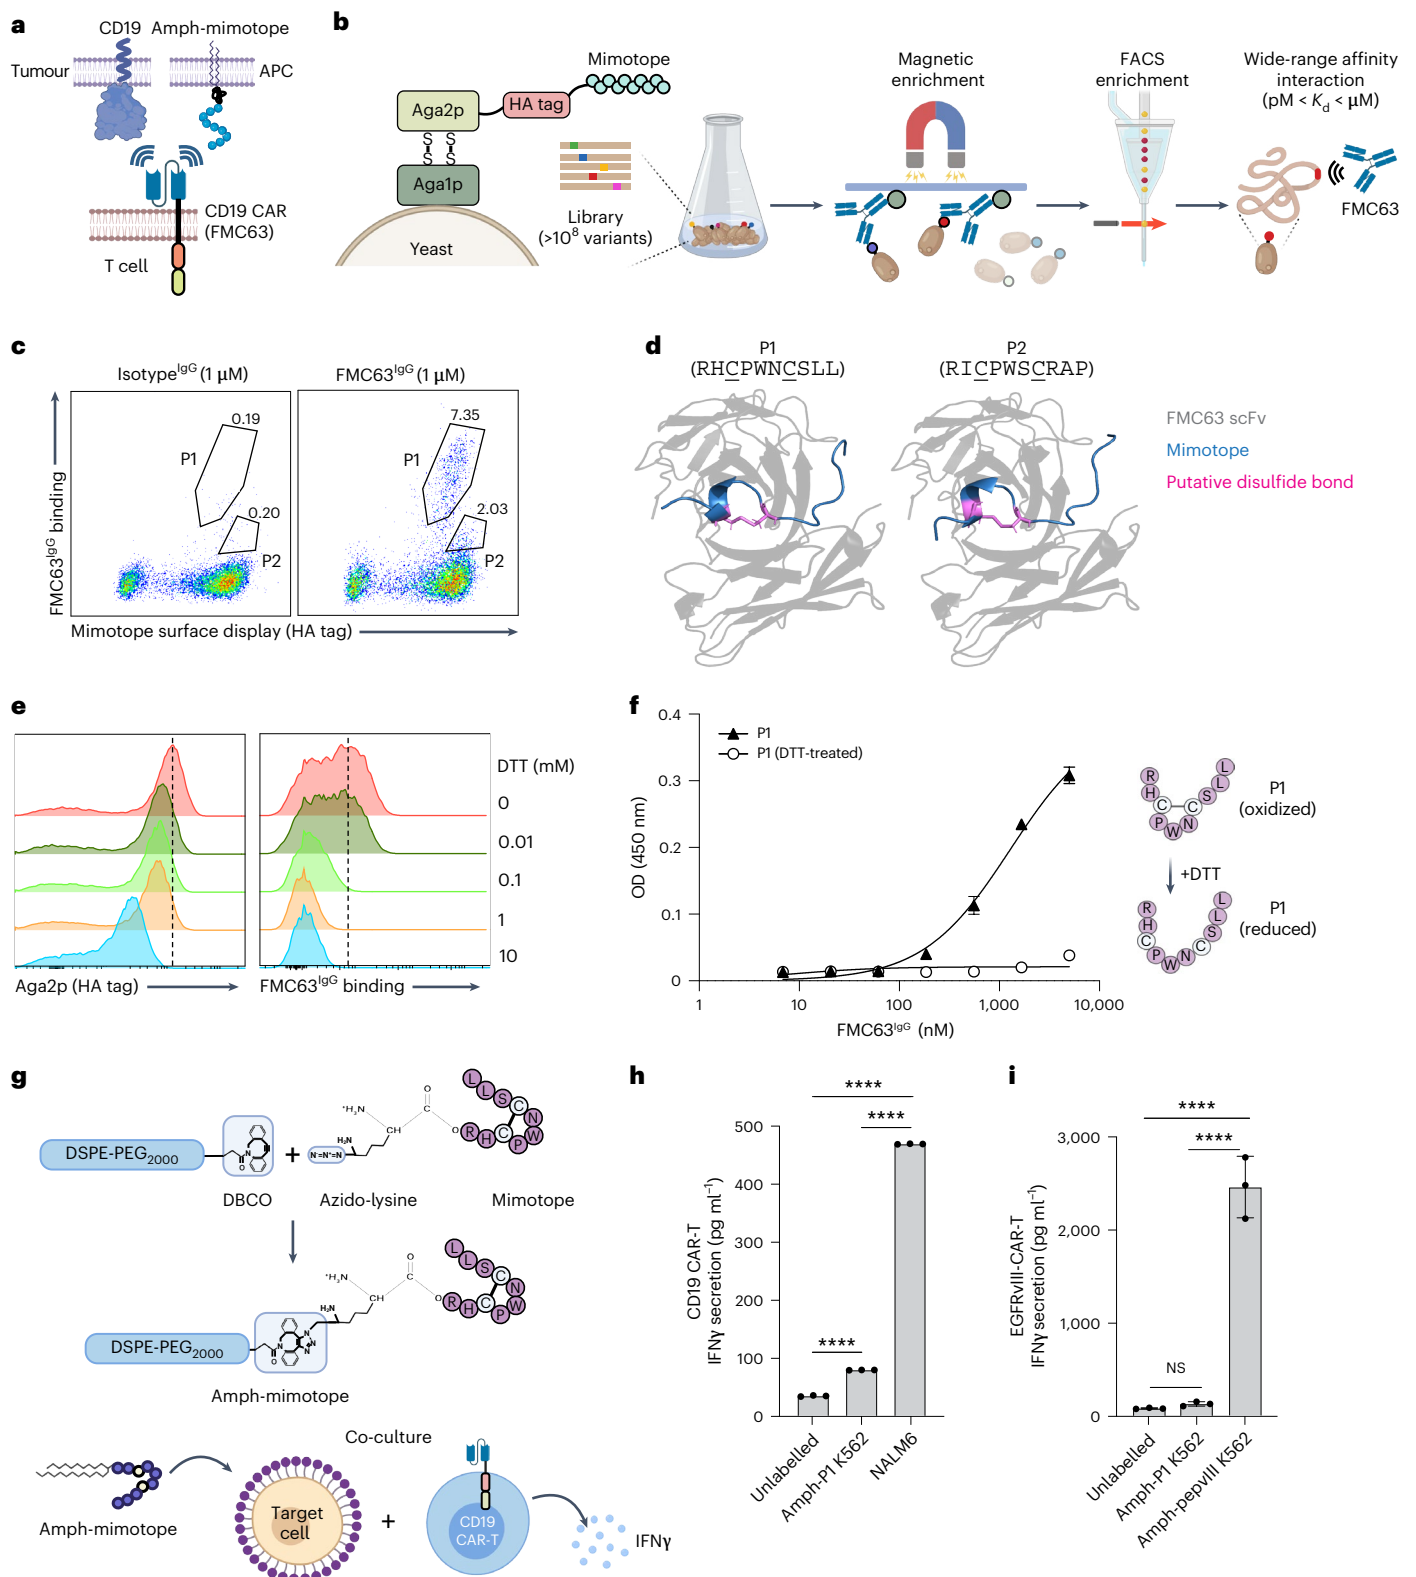 a
CD19 Amph-mimotope
Tumour
APC
CD19 CAR
(FMC63)
T cell
b
Mimotope
HA tag
Aga2p
S S
S S
Aga1p
Yeast
Library
(>10⁸ variants)
Magnetic
enrichment
FACS
enrichment
Wide-range affinity
interaction
(pM < Kd < μM)
FMC63
c
Isotype^IgG (1 μM)
FMC63^IgG (1 μM)
0.19
P1
0.20
P2
7.35
P1
2.03
P2
FMC63^IgG binding
Mimotope surface display (HA tag)
d
P1
(RHCPWNCSLL)
P2
(RICPWSCRAP)
FMC63 scFv
Mimotope
Putative disulfide bond
e
DTT (mM)
0
0.01
0.1
1
10
Aga2p (HA tag)
FMC63^IgG binding
f
OD (450 nm)
0.4
0.3
0.2
0.1
0
P1
P1 (DTT-treated)
1
10
100
1,000
10,000
FMC63^IgG (nM)
R H C P W N C S L L
P1
(oxidized)
+DTT
R H C P W N C S L L
P1
(reduced)
g
DSPE-PEG2000
N
O
DBCO
+
⁺H₃N
CH
C
O
O
H₂N
N⁻=N⁺=N
Azido-lysine
R H C P W N C S L L
Mimotope
DSPE-PEG2000
N
O
N
N
N
H₂N
⁺H₃N
CH
C
O
O
R H C P W N C S L L
Amph-mimotope
Co-culture
Amph-mimotope
Target
cell
+
CD19
CAR-T
IFNγ
h
CD19 CAR-T
IFNγ secretion (pg ml⁻¹)
500
400
300
200
100
0
****
****
****
Unlabelled
Amph-P1 K562
NALM6
i
EGFRvIII-CAR-T
IFNγ secretion (pg ml⁻¹)
3,000
2,000
1,000
0
****
****
NS
Unlabelled
Amph-P1 K562
Amph-pepvIII K562